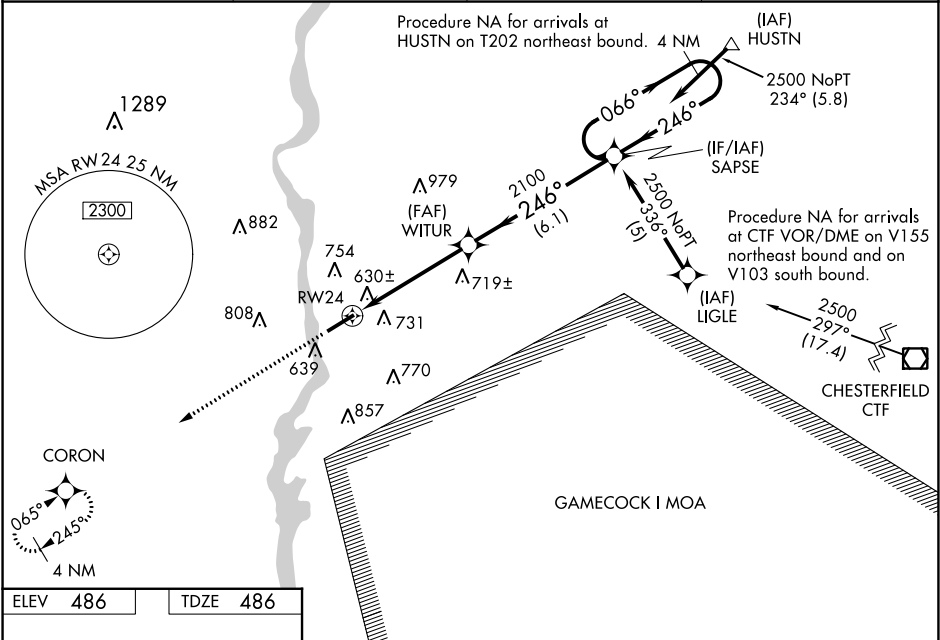 Procedure NA for arrivals at
HUSTN on T202 northeast bound.
4 NM
(IAF)
HUSTN
2500 NoPT
234° (5.8)
066°
246°
1289
MSA RW 24 25 NM
2300
(IF/IAF)
SAPSE
979
2100
246°
(6.1)
(FAF)
WITUR
2500 NoPT
336°
(5)
882
Procedure NA for arrivals
at CTF VOR/DME on V155
northeast bound and on
V103 south bound.
754
630±
719±
RW24
(IAF)
LIGLE
808
731
2500
297°
(17.4)
639
770
CHESTERFIELD
CTF
857
CORON
065°
245°
4 NM
GAMECOCK I MOA
ELEV 486
TDZE 486